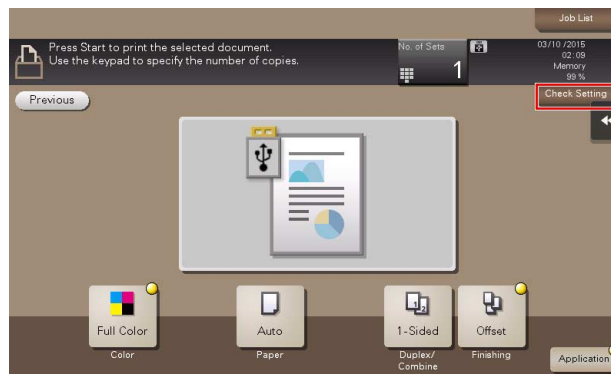 Job List
Press Start to print the selected document.
Use the keypad to specify the number of copies.
No. of Sets
1
03/10 /2015
02:09
Memory
99 %
Previous
Check Setting
Full Color
Auto
1-Sided
Offset
Color
Paper
Duplex/
Combine
Finishing
Application